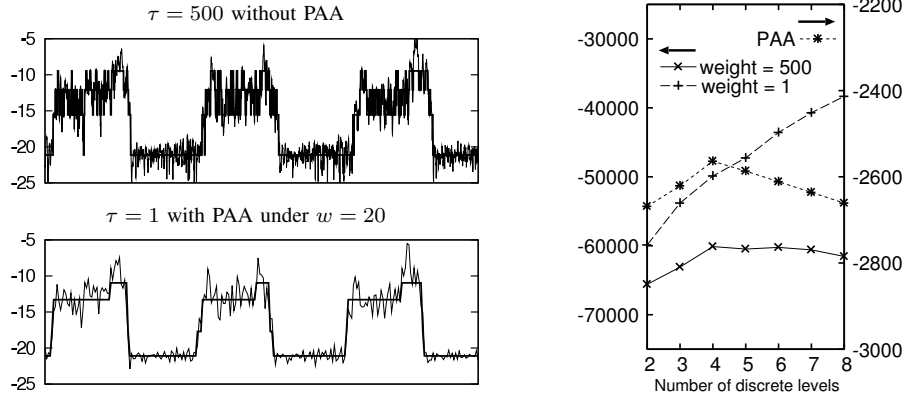 τ = 500 without PAA
-5
-10
-15
-20
-25
τ = 1 with PAA under w = 20
-5
-10
-15
-20
-25
-30000
-40000
-50000
-60000
-70000
PAA
weight = 500
weight = 1
-2200
-2400
-2600
-2800
-3000
2 3 4 5 6 7 8
Number of discrete levels